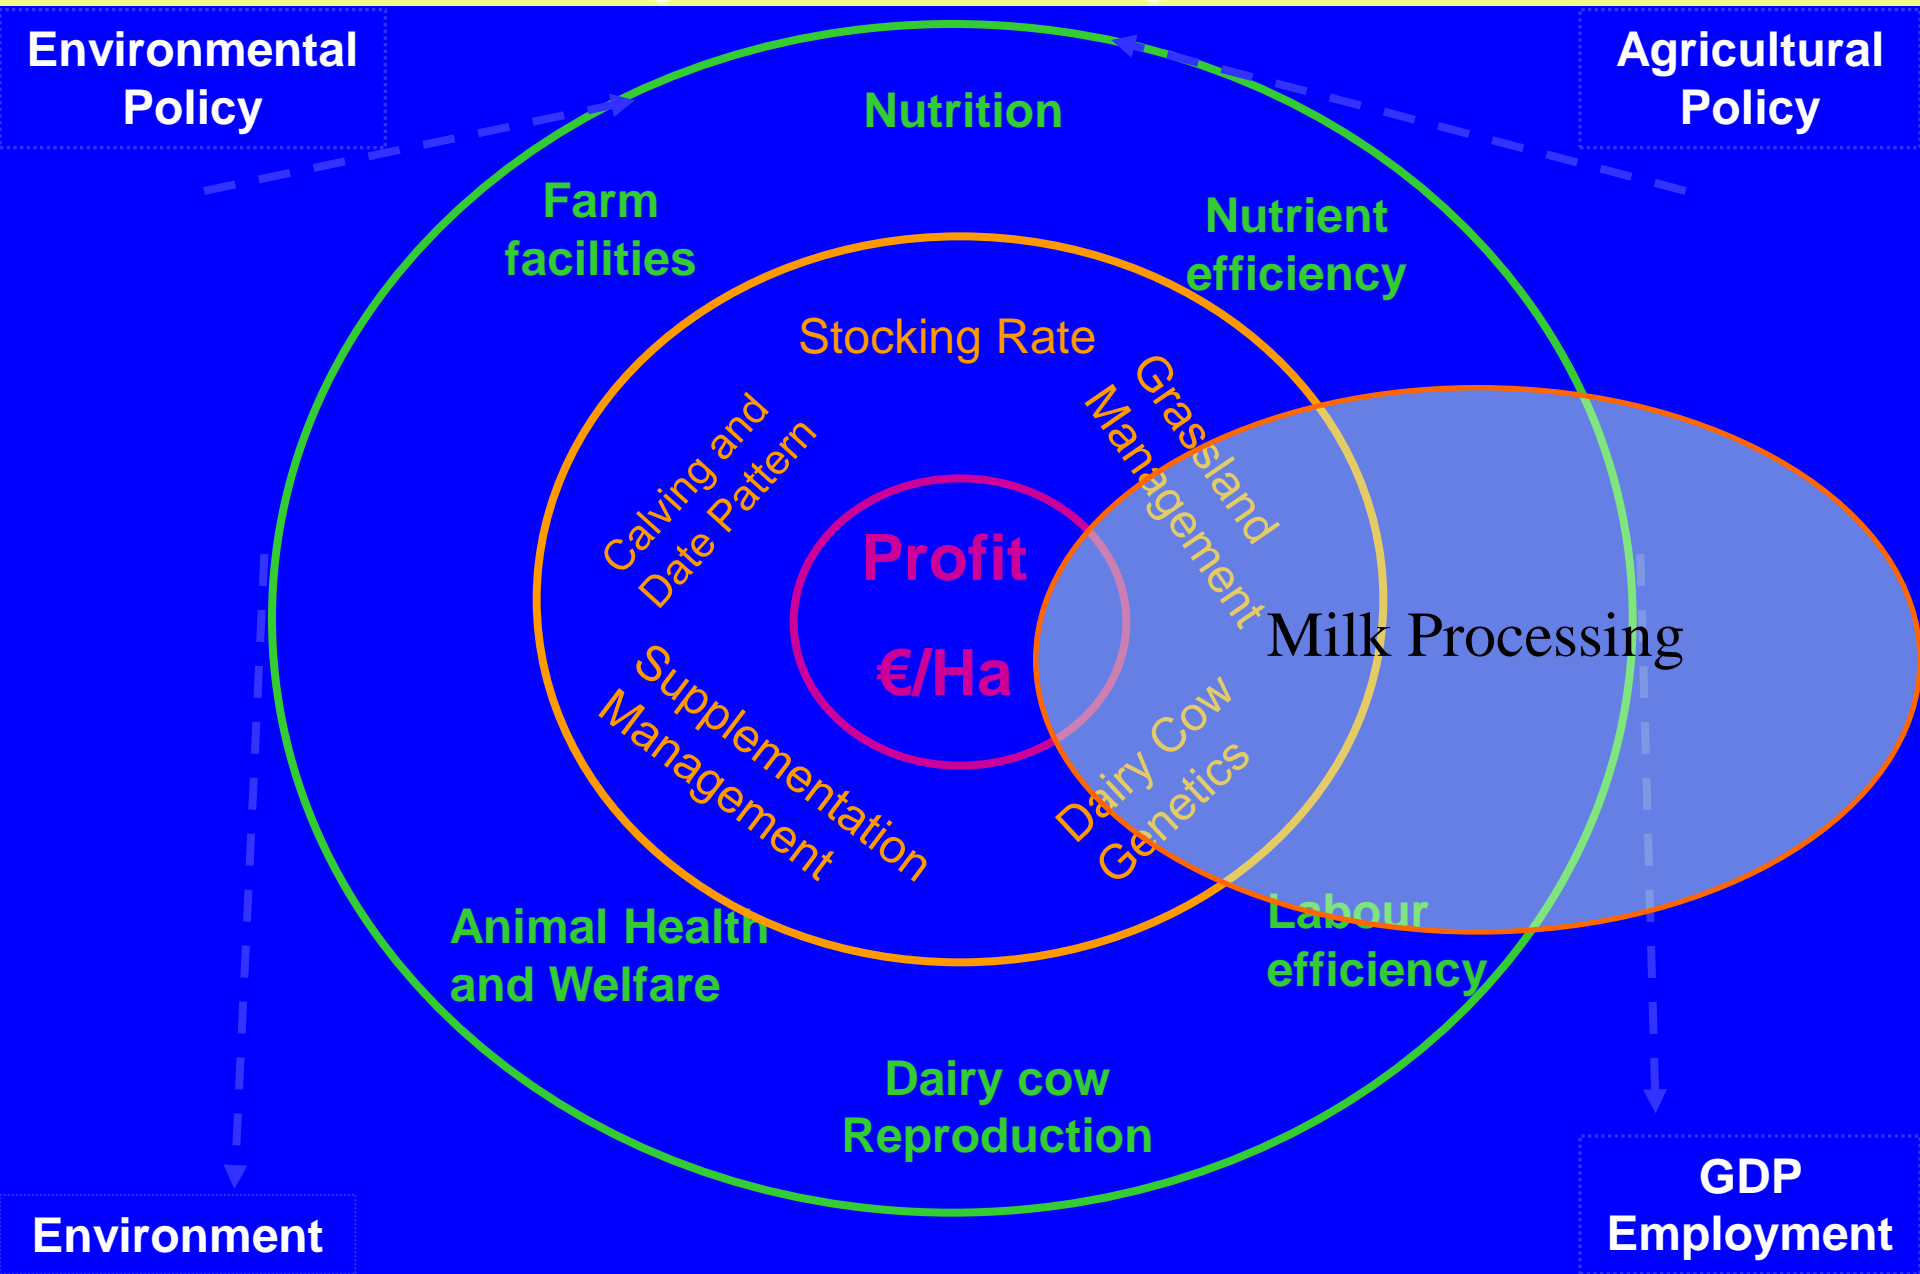 Environmental
Policy
Agricultural
Policy
Nutrition
Farm
facilities
Nutrient
efficiency
Stocking Rate
Calving and
Date Pattern
Grassland
Management
Profit
€/Ha
Milk Processing
Supplementation
Management
Dairy Cow
Genetics
Animal Health
and Welfare
Labour
efficiency
Dairy cow
Reproduction
Environment
GDP
Employment